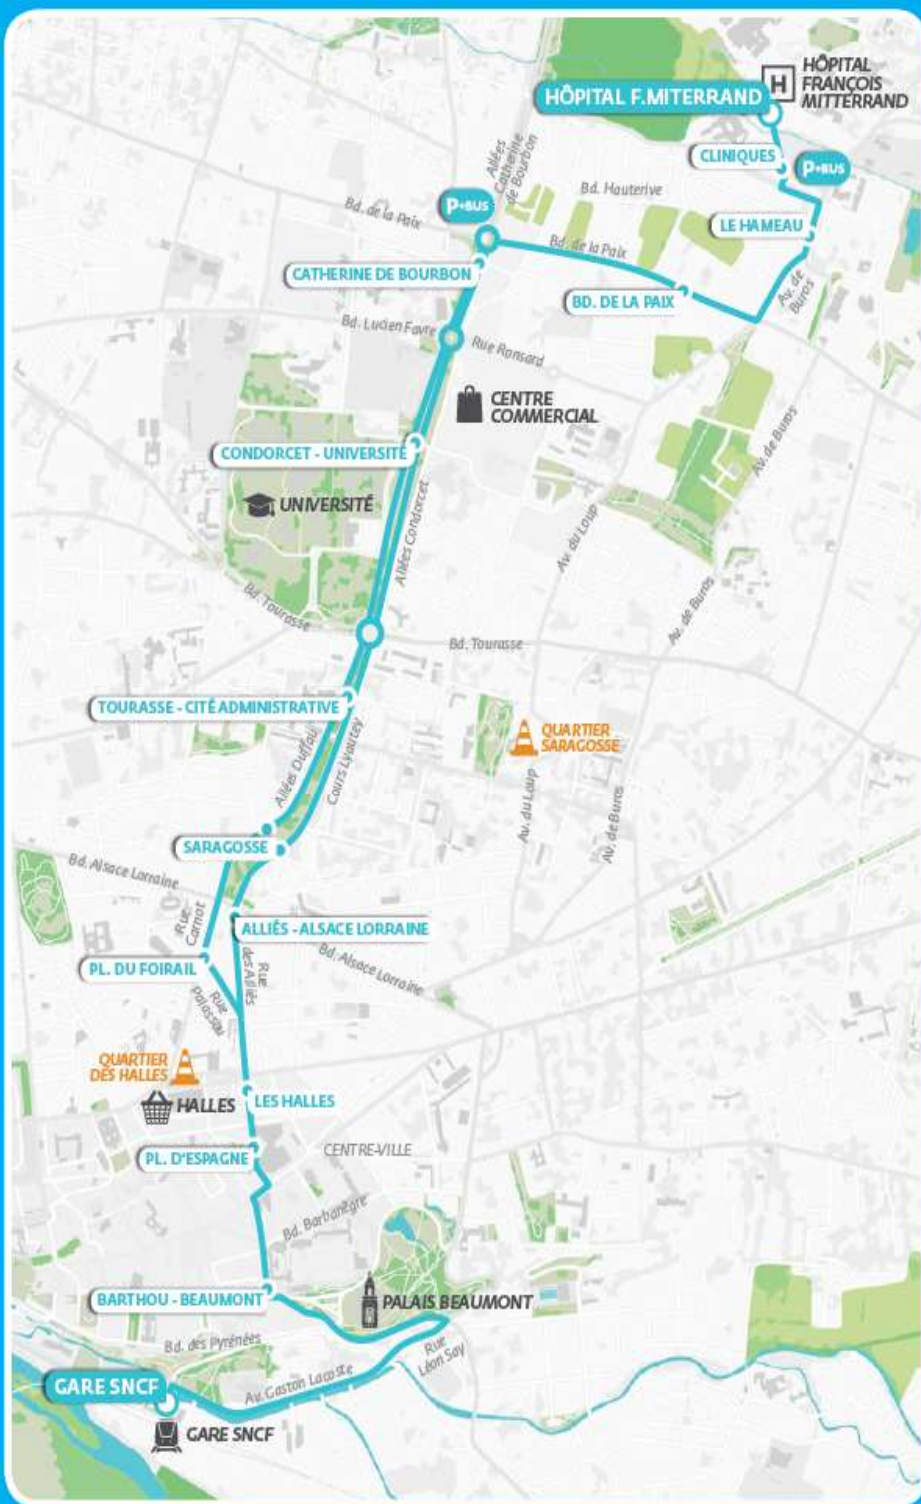 HÔPITAL
FRANÇOIS
MITTERRAND
H
HÔPITAL F.MITERRAND
CLINIQUES
P+BUS
Allées
Catherine
de Bourbon
Bd. Hauterive
P+BUS
Bd. de la Paix
LE HAMEAU
Bd. de la Paix
CATHERINE DE BOURBON
BD. DE LA PAIX
Av. de
Buros
Bd. Lucien Favre
Rue Ronsard
CENTRE
COMMERCIAL
CONDORCET - UNIVERSITÉ
Av. de Buros
UNIVERSITÉ
Allées Condorcet
Av. du Loup
Bd. Tourasse
Av. de Buros
Bd. Tourasse
TOURASSE - CITÉ ADMINISTRATIVE
QUARTIER
SARAGOSSE
Allées Duffau
Cours Lyautey
Av. du Loup
Av. de Buros
SARAGOSSE
Bd. Alsace Lorraine
Rue
Carnot
ALLIÉS - ALSACE LORRAINE
PL. DU FOIRAIL
Rue
des Alliés
Bd. Alsace Lorraine
Rue
Palassou
QUARTIER
DES HALLES
HALLES
LES HALLES
PL. D'ESPAGNE
CENTRE-VILLE
Bd. Barbanègre
BARTHOU - BEAUMONT
PALAIS BEAUMONT
Bd. des Pyrénées
Rue
Léon Say
GARE SNCF
Av. Gaston Lacoste
GARE SNCF